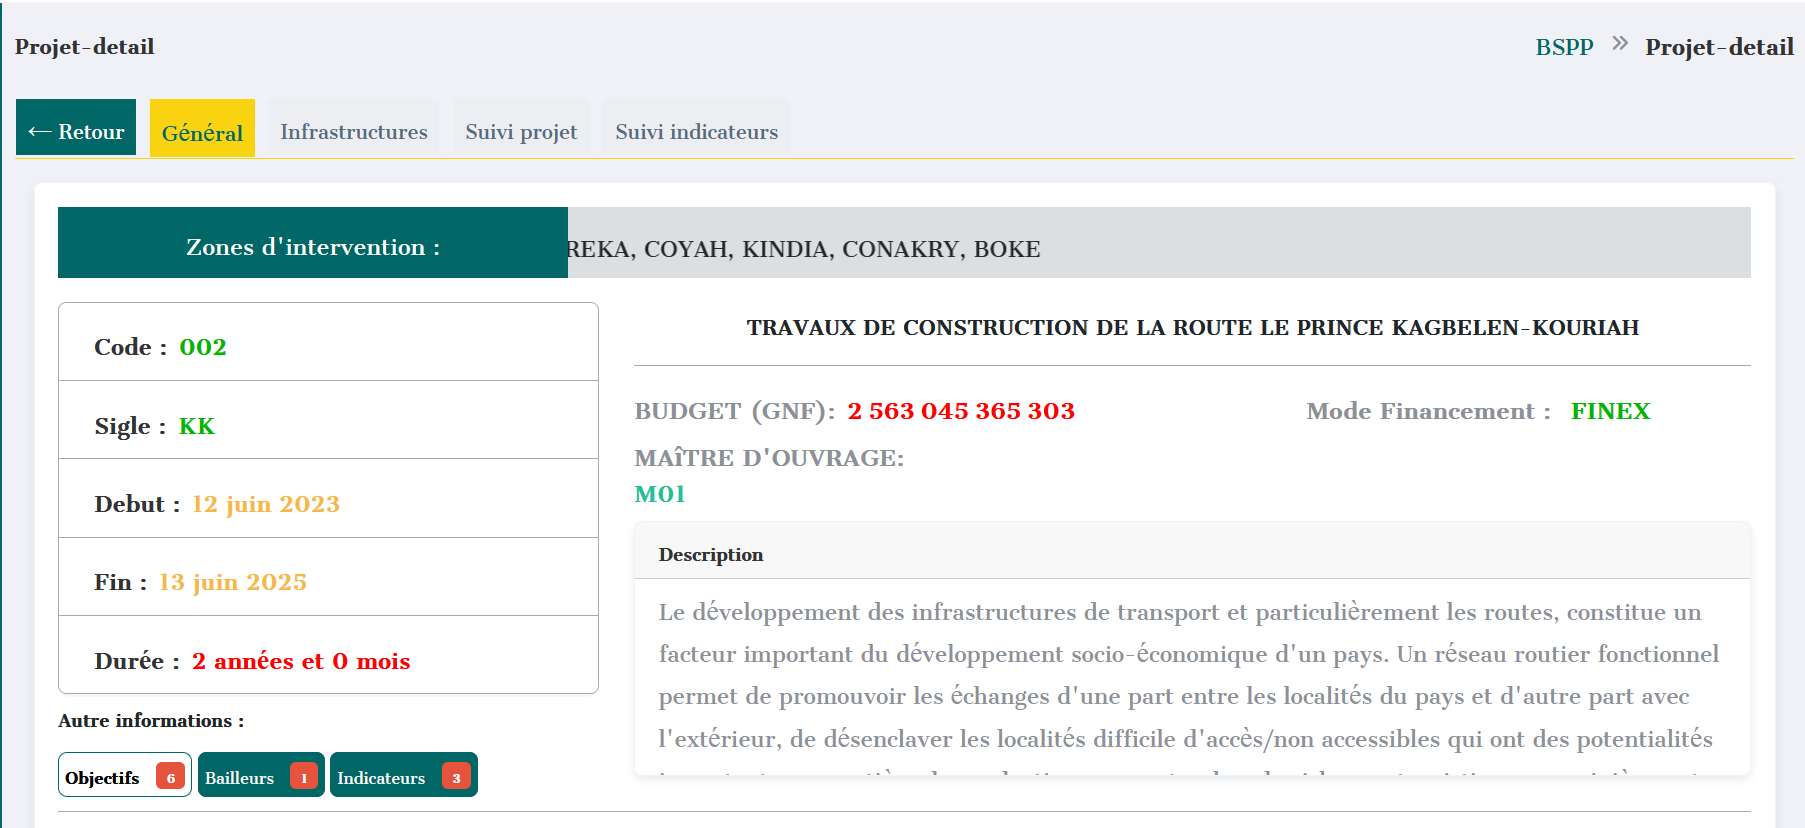 Projet-detail
BSPP » Projet-detail
← Retour Général Infrastructures Suivi projet Suivi indicateurs
Zones d'intervention : REKA, COYAH, KINDIA, CONAKRY, BOKE
Code : 002
Sigle : KK
Debut : 12 juin 2023
Fin : 13 juin 2025
Durée : 2 années et 0 mois
Autre informations :
Objectifs 6 Bailleurs 1 Indicateurs 3
TRAVAUX DE CONSTRUCTION DE LA ROUTE LE PRINCE KAGBELEN-KOURIAH
BUDGET (GNF): 2 563 045 365 303 Mode Financement : FINEX
MAÎTRE D'OUVRAGE:
M01
Description
Le développement des infrastructures de transport et particulièrement les routes, constitue un
facteur important du développement socio-économique d'un pays. Un réseau routier fonctionnel
permet de promouvoir les échanges d'une part entre les localités du pays et d'autre part avec
l'extérieur, de désenclaver les localités difficile d'accès/non accessibles qui ont des potentialités